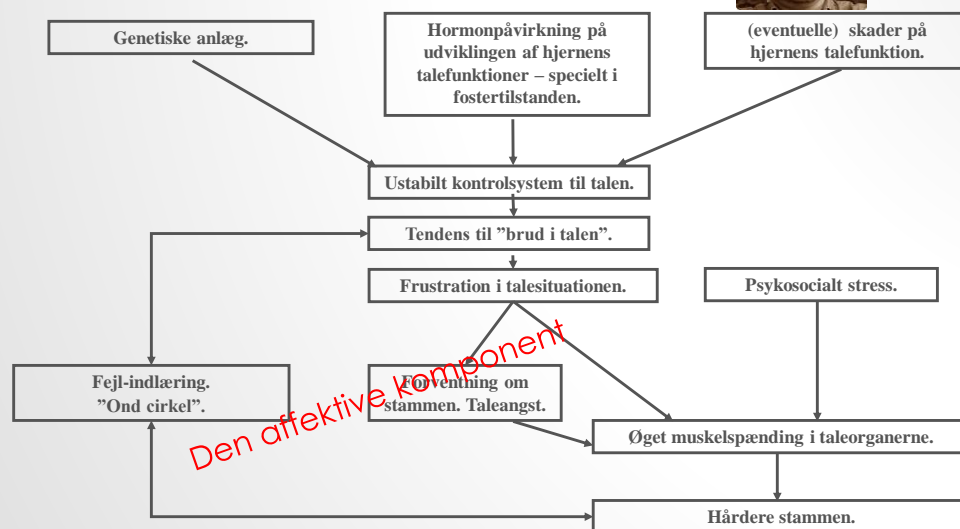 Genetiske anlæg.
Hormonpåvirkning på
udviklingen af hjernens
talefunktioner – specielt i
fostertilstanden.
(eventuelle) skader på
hjernens talefunktion.
Ustabilt kontrolsystem til talen.
Tendens til ”brud i talen”.
Frustration i talesituationen.
Psykosocialt stress.
Fejl-indlæring.
”Ond cirkel”.
Forventning om
stammen. Taleangst.
Den affektive komponent
Øget muskelspænding i taleorganerne.
Hårdere stammen.